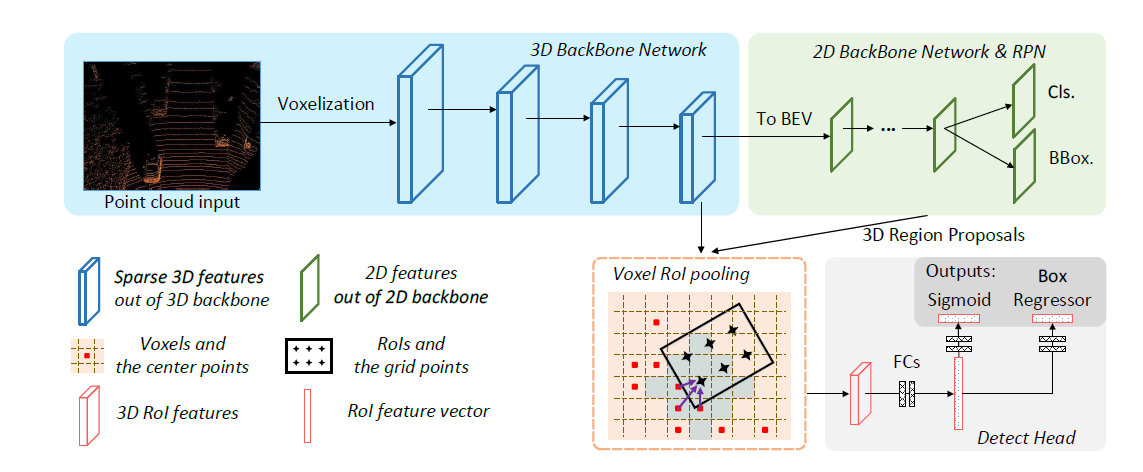 3D BackBone Network
2D BackBone Network & RPN
Voxelization
To BEV
Cls.
BBox.
Point cloud input
3D Region Proposals
Sparse 3D features
out of 3D backbone
2D features
out of 2D backbone
Voxels and
the center points
RoIs and
the grid points
3D RoI features
RoI feature vector
Voxel RoI pooling
Outputs:
Sigmoid
Box
Regressor
FCs
Detect Head